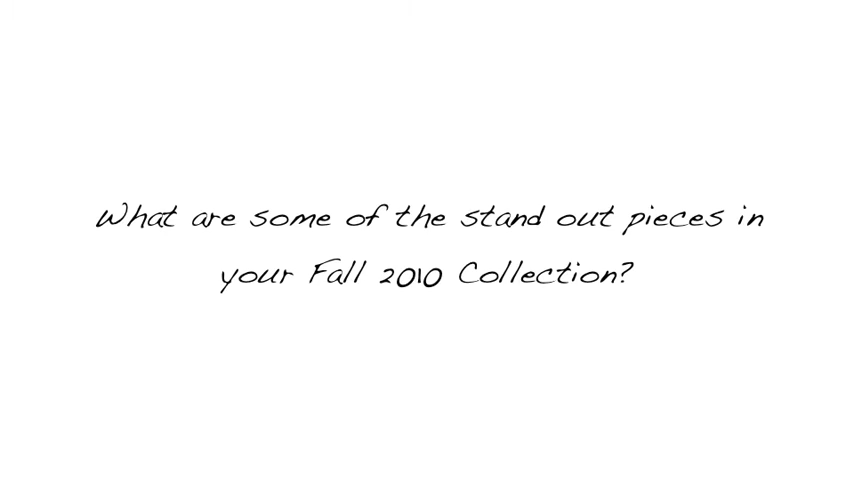 What are some of the stand out pieces in
your Fall 2010 Collection?